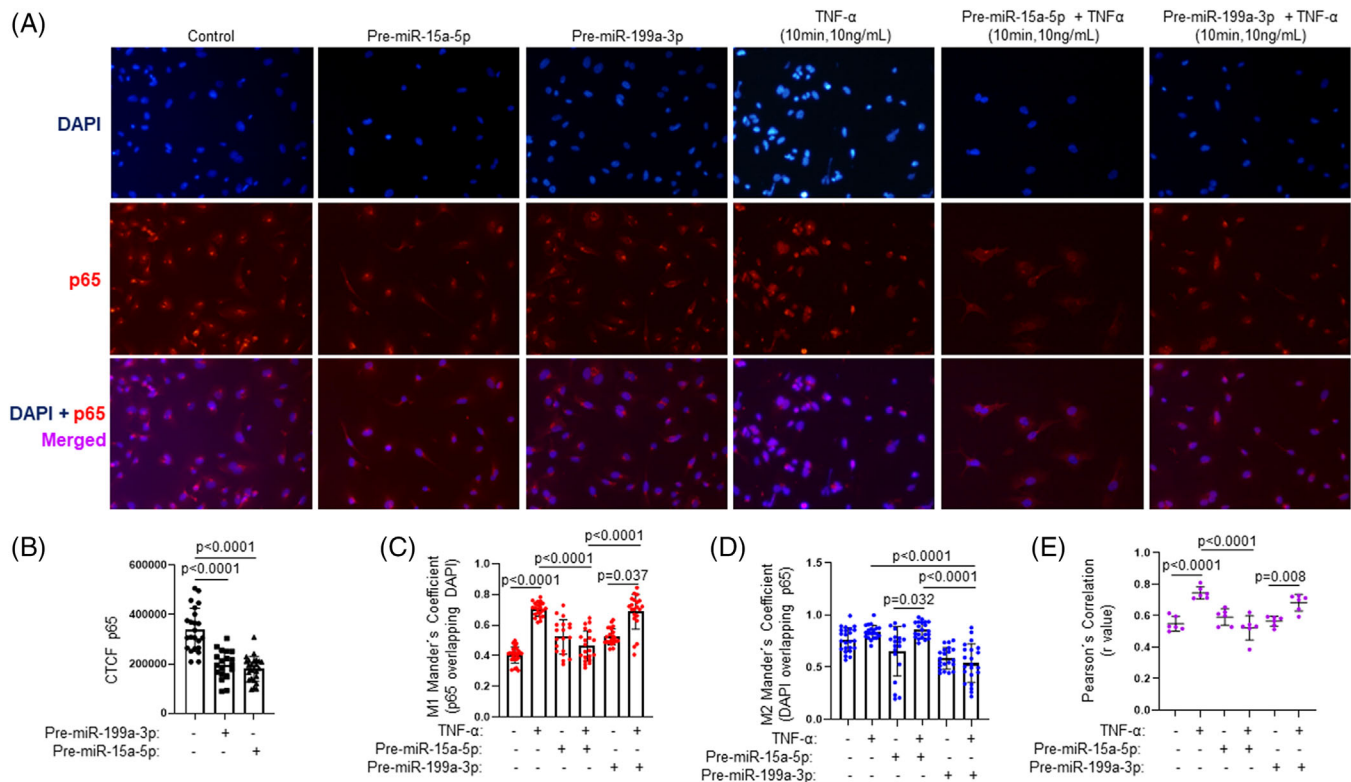 (A)
Control
Pre-miR-15a-5p
Pre-miR-199a-3p
TNF-α
(10min,10ng/mL)
Pre-miR-15a-5p + TNFα
(10min,10ng/mL)
Pre-miR-199a-3p + TNF-α
(10min,10ng/mL)
DAPI
p65
DAPI + p65
Merged
(B)
p<0.0001
p<0.0001
600000
400000
200000
0
CTCF p65
Pre-miR-199a-3p: - + -
Pre-miR-15a-5p: - - +
(C)
p<0.0001
p<0.0001
p<0.0001
p=0.037
1.0
0.8
0.6
0.4
0.2
0.0
M1 Mander´s Coefficient
(p65 overlapping DAPI)
TNF-α: - + - + - +
Pre-miR-15a-5p: - - + + - -
Pre-miR-199a-3p: - - - - + +
(D)
p<0.0001
p<0.0001
p=0.032
1.5
1.0
0.5
0.0
M2 Mander´s Coefficient
(DAPI overlapping p65)
TNF-α: - + - + - +
Pre-miR-15a-5p: - - + + - -
Pre-miR-199a-3p: - - - - + +
(E)
p<0.0001
p<0.0001
p=0.008
1.0
0.8
0.6
0.4
0.2
0.0
Pearson´s Correlation
(r value)
TNF-α: - + - + - +
Pre-miR-15a-5p: - - + + - -
Pre-miR-199a-3p: - - - - + +